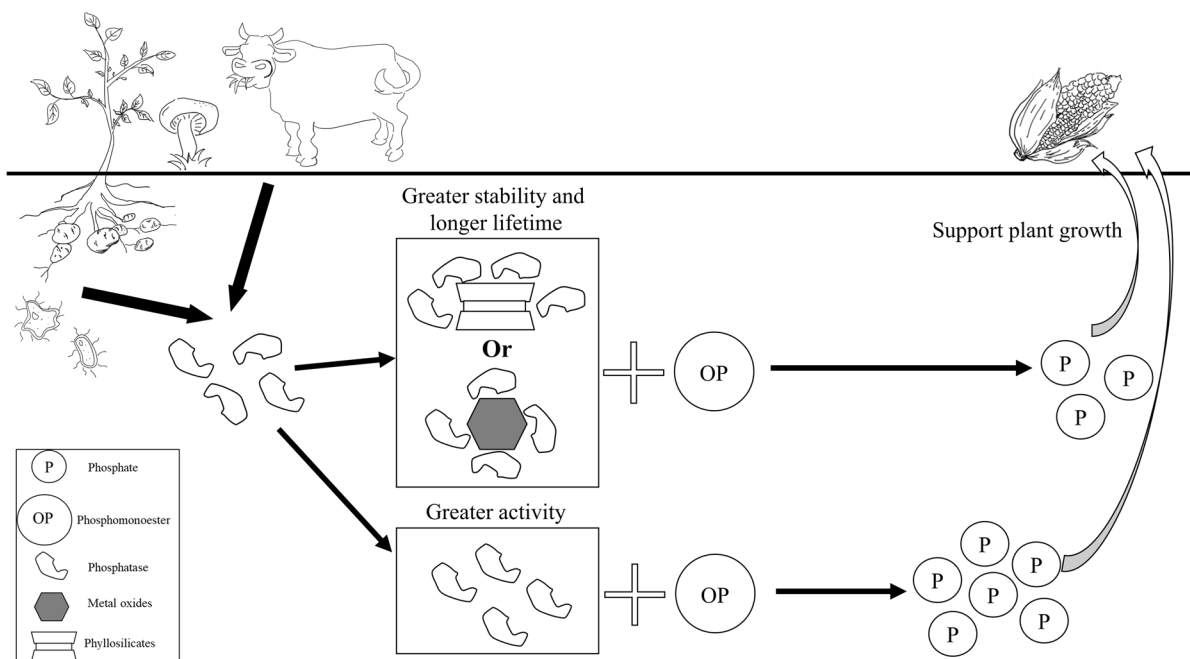 Greater stability and
longer lifetime
Support plant growth
Or
OP
P
P
P
Greater activity
OP
P
P
P
P
P
P
P Phosphate
OP Phosphomonoester
Phosphatase
Metal oxides
Phyllosilicates